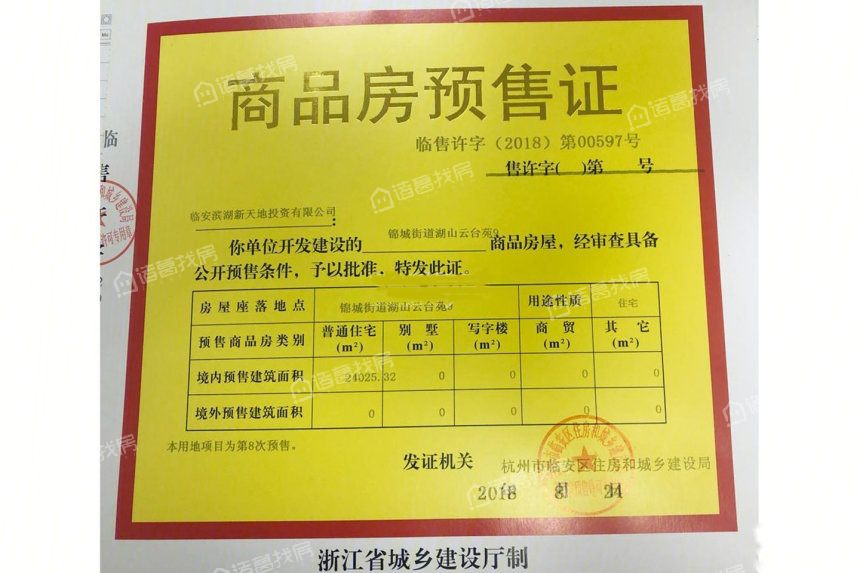 商品房预售证
临售许字（2018）第00597号
售许字( )第 号
临安滨湖新天地投资有限公司：
你单位开发建设的锦城街道湖山云台苑9商品房屋，经审查具备
公开预售条件，予以批准，特发此证。
房屋座落地点 锦城街道湖山云台苑9 用途性质 住宅
预售商品房类别 普通住宅(m²) 别墅(m²) 写字楼(m²) 商贸(m²) 其它(m²)
境内预售建筑面积 24025.32 0 0 0 0
境外预售建筑面积 0 0 0 0 0
本用地项目为第8次预售。
发证机关 杭州市临安区住房和城乡建设局
2018 8 24
浙江省城乡建设厅制
诸葛找房